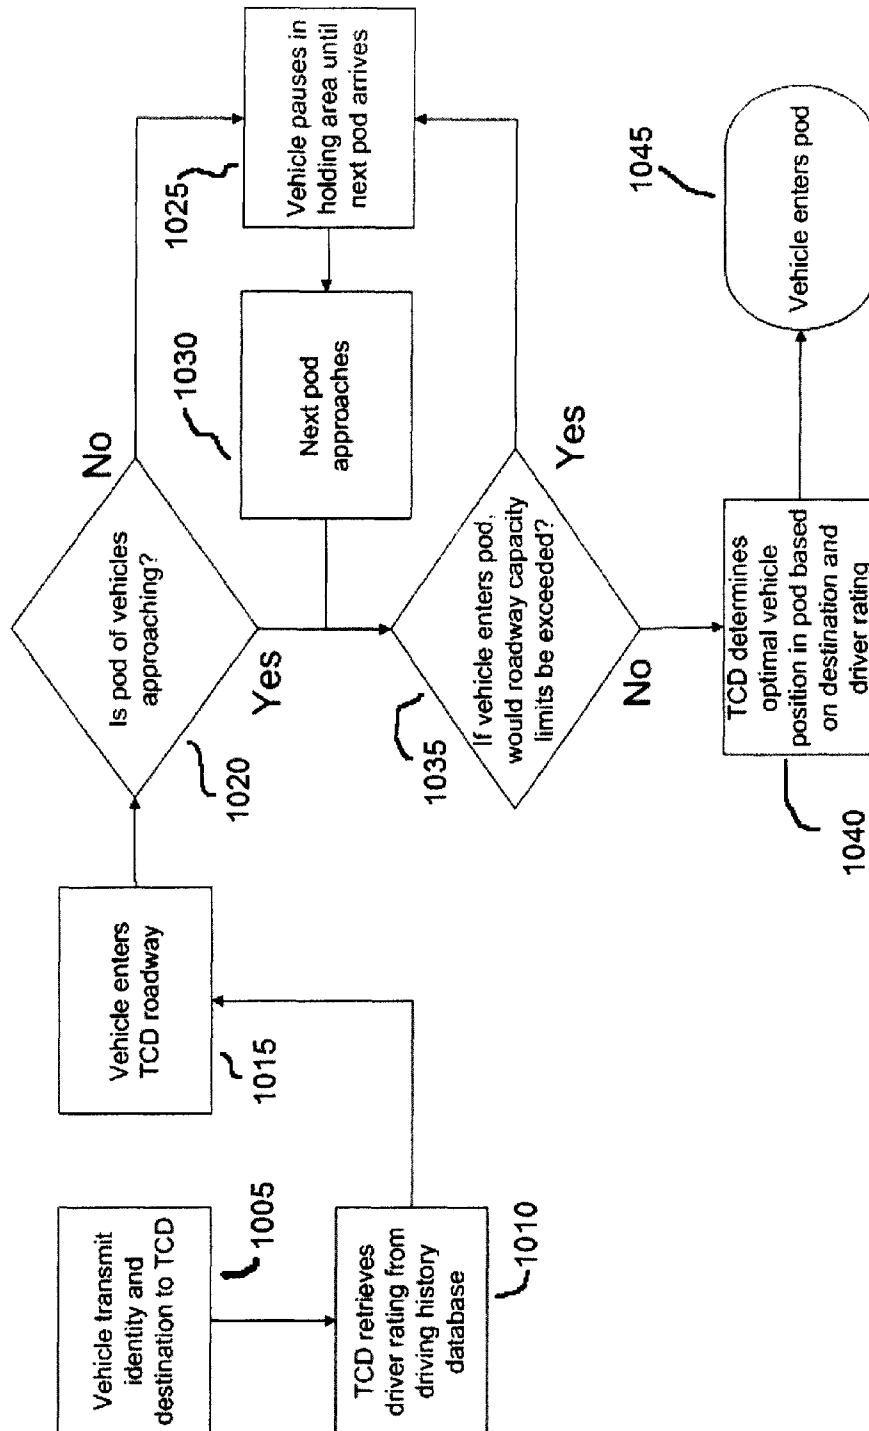 Vehicle transmit
identity and
destination to TCD
1005
TCD retrieves
driver rating from
driving history
database
1010
Vehicle enters
TCD roadway
1015
Is pod of vehicles
approaching?
1020
No
Yes
Vehicle pauses in
holding area until
next pod arrives
1025
Next pod
approaches
1030
If vehicle enters pod,
would roadway capacity
limits be exceeded?
1035
Yes
No
TCD determines
optimal vehicle
position in pod based
on destination and
driver rating
1040
Vehicle enters pod
1045